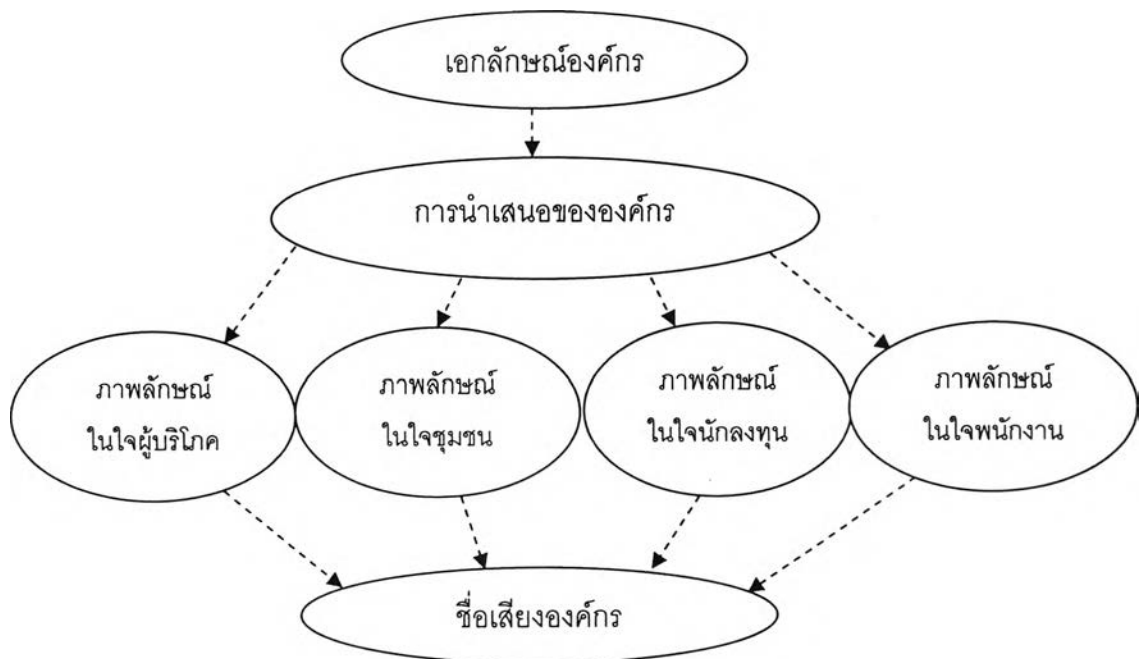 เอกลักษณ์องค์กร
การนำเสนอขององค์กร
ภาพลักษณ์
ในใจผู้บริโภค
ภาพลักษณ์
ในใจชุมชน
ภาพลักษณ์
ในใจนักลงทุน
ภาพลักษณ์
ในใจพนักงาน
ชื่อเสียงองค์กร